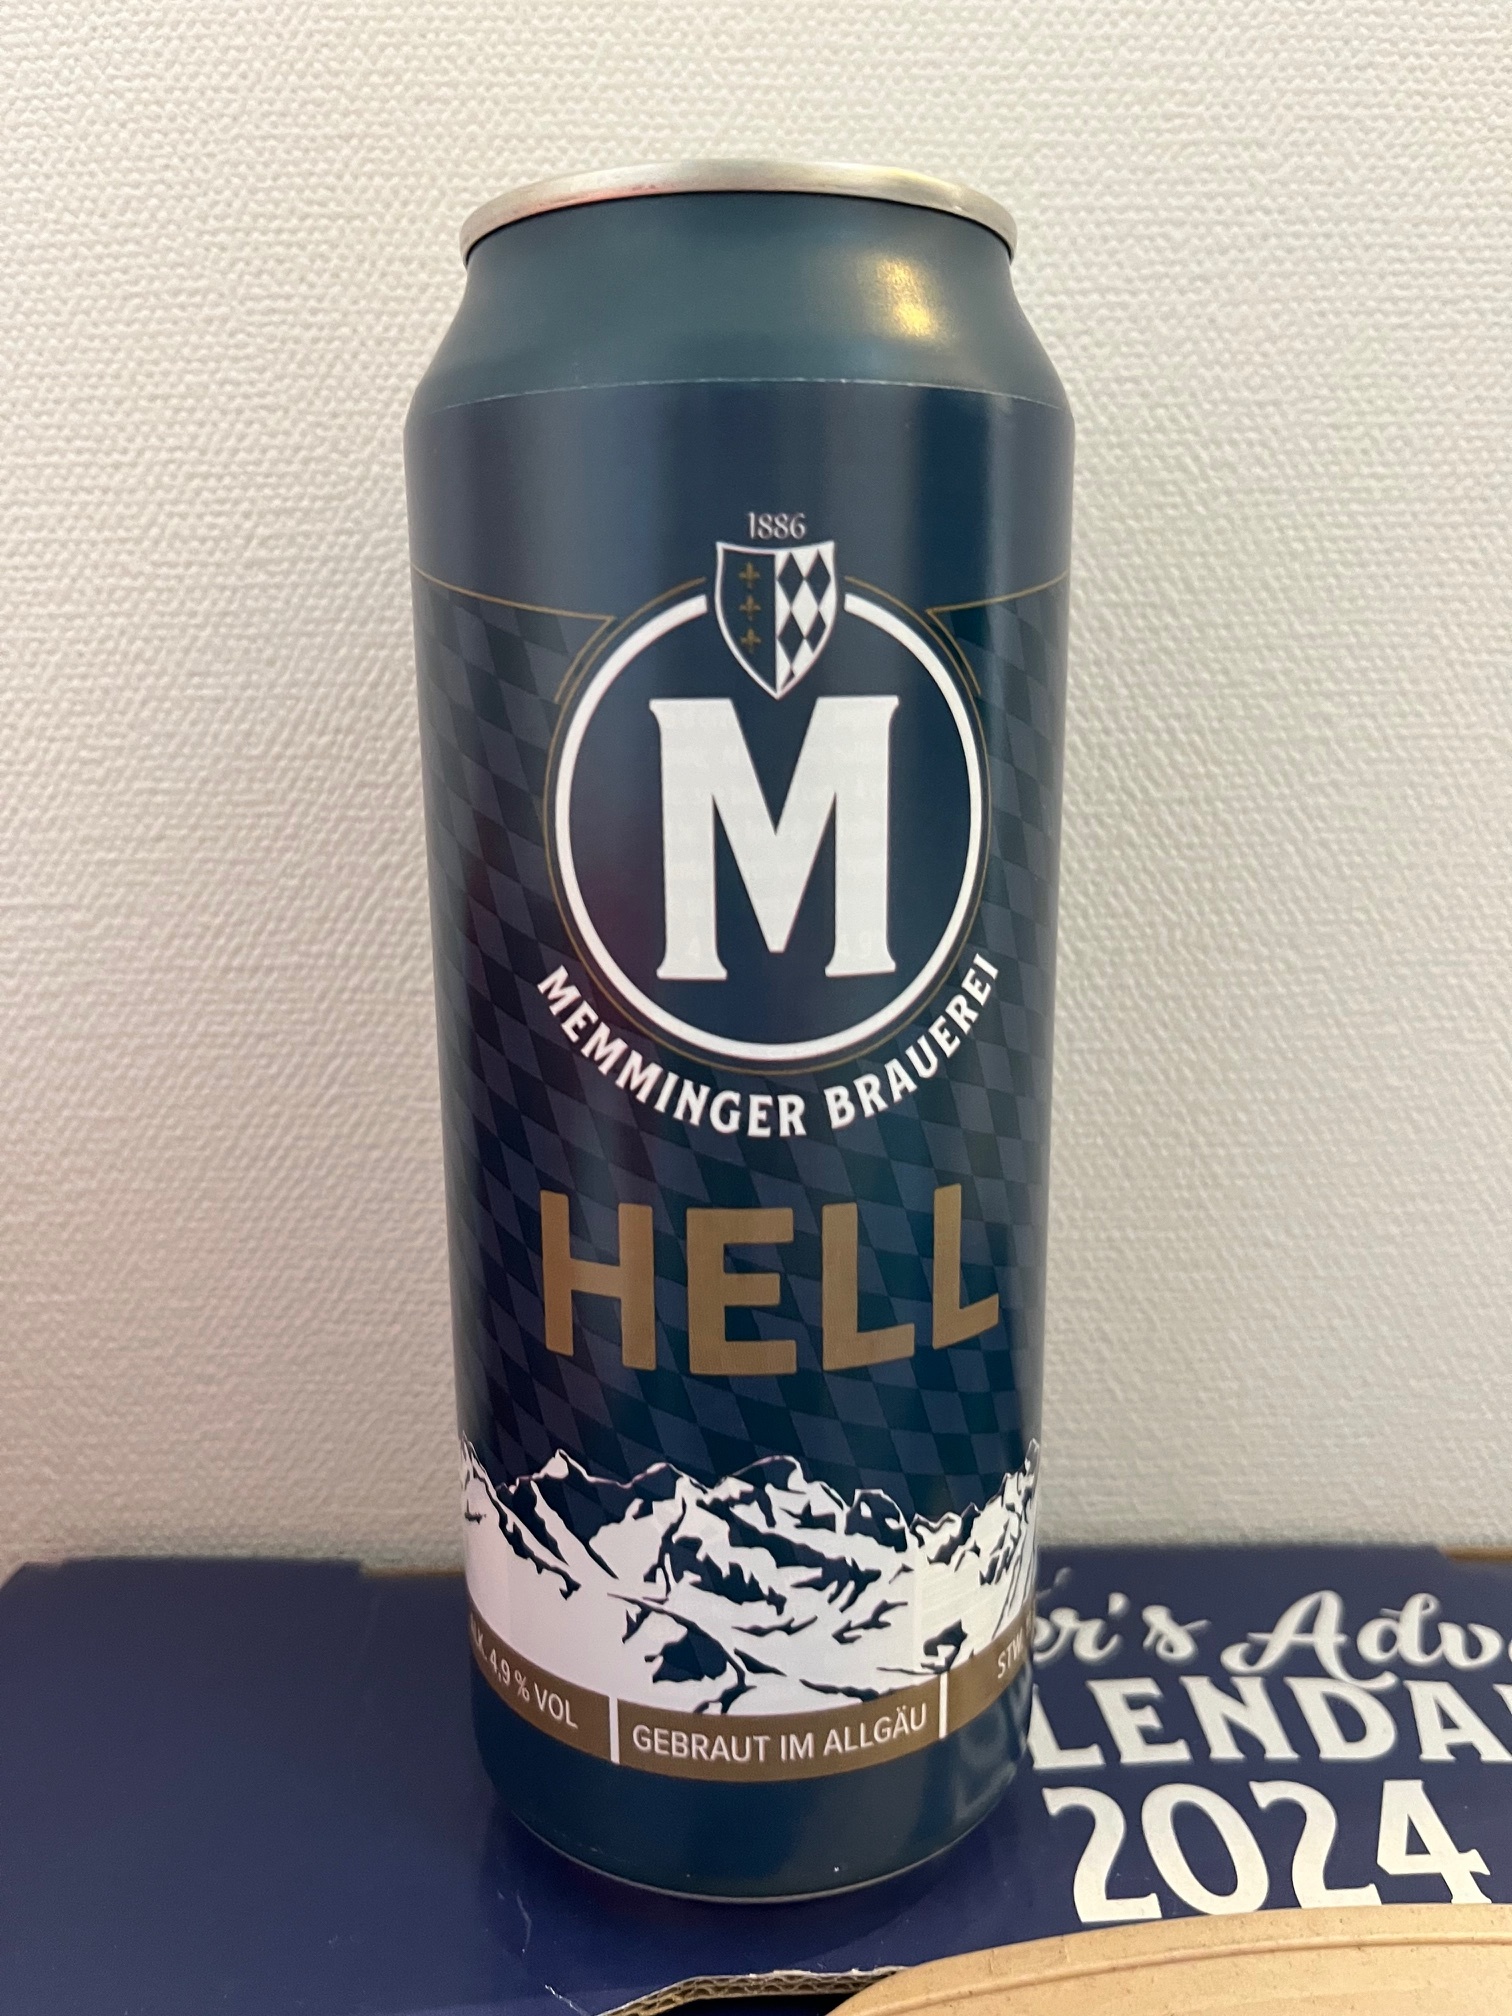 1886
M
MEMMINGER BRAUEREI
HELL
4,9 % VOL
GEBRAUT IM ALLGÄU
2024